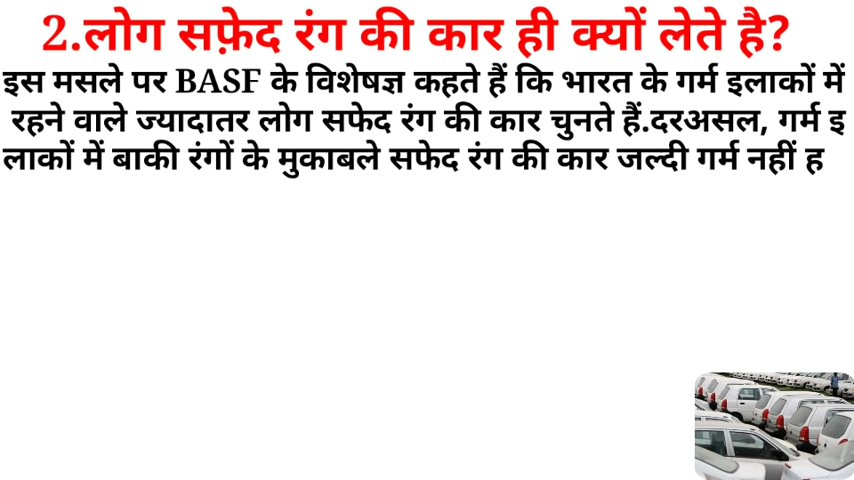 2.लोग सफ़ेद रंग की कार ही क्यों लेते है?
इस मसले पर BASF के विशेषज्ञ कहते हैं कि भारत के गर्म इलाकों में
रहने वाले ज्यादातर लोग सफेद रंग की कार चुनते हैं.दरअसल, गर्म इ
लाकों में बाकी रंगों के मुकाबले सफेद रंग की कार जल्दी गर्म नहीं ह